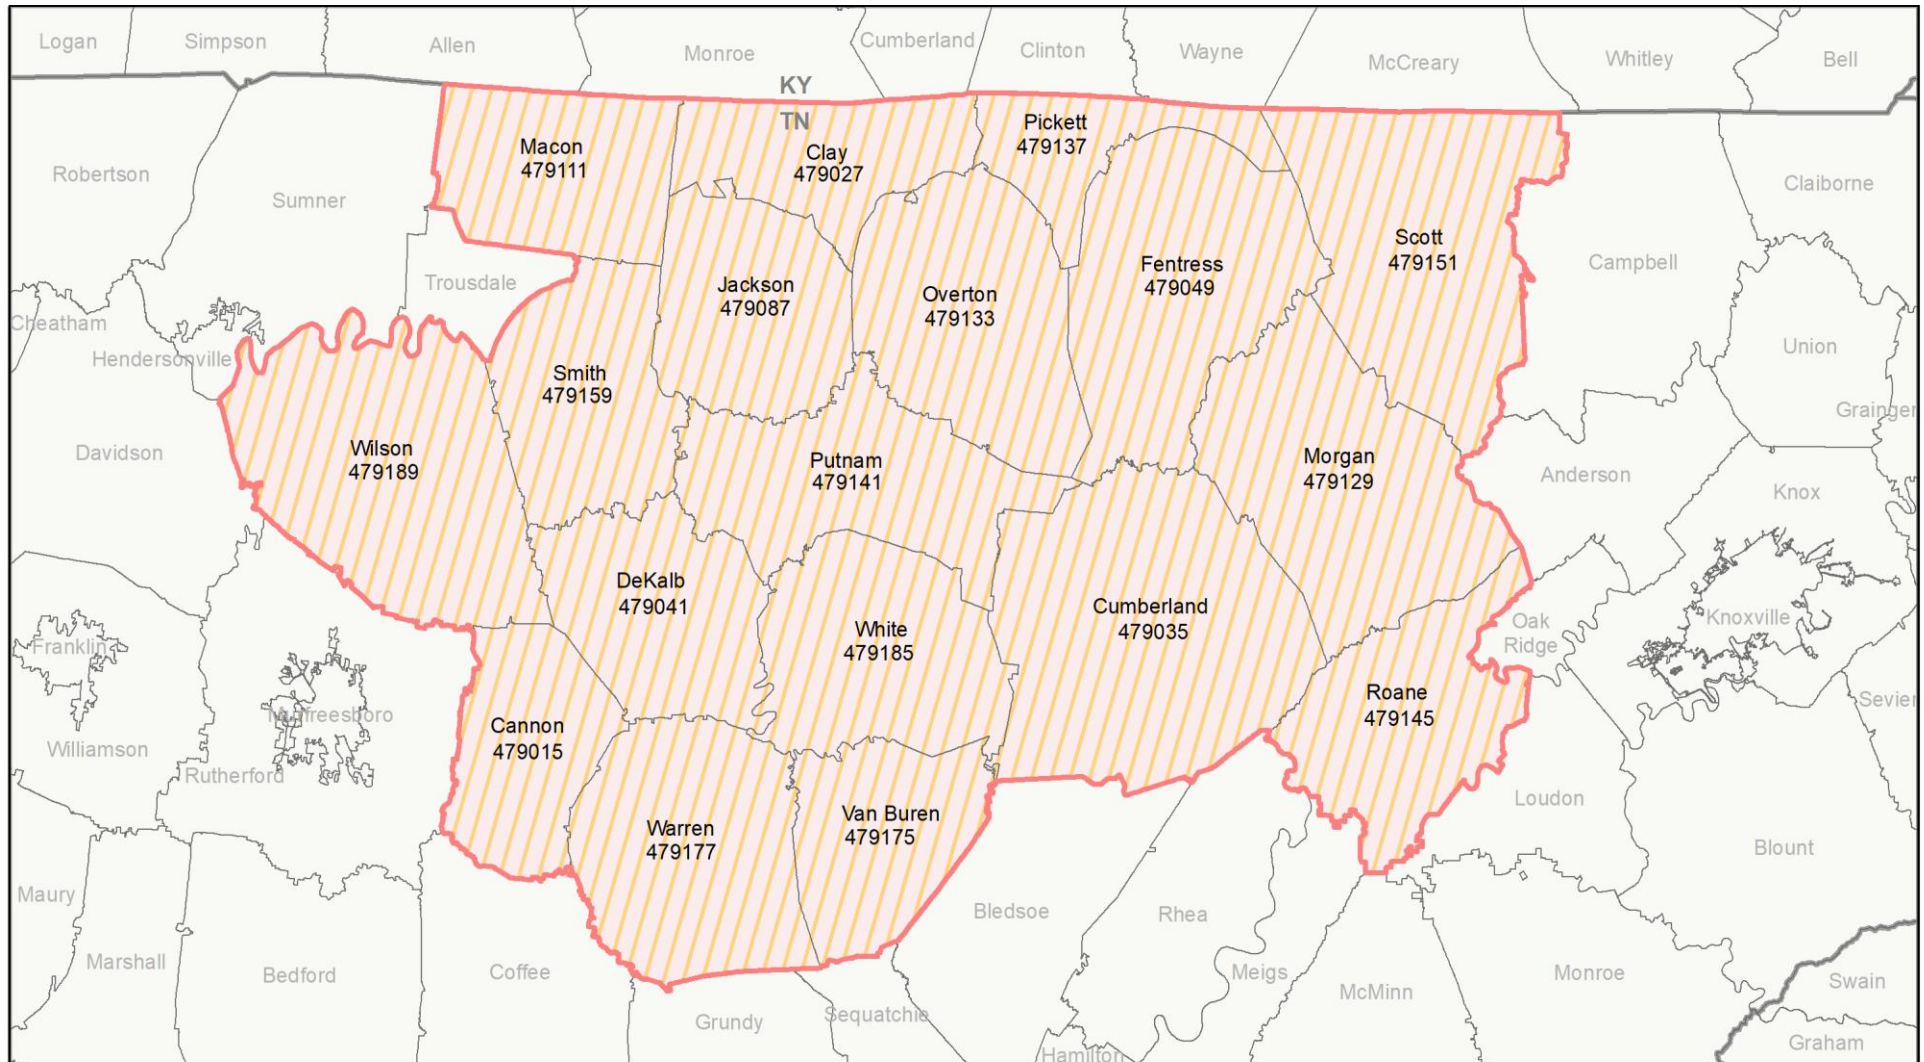 Logan
Simpson
Allen
Monroe
Cumberland
Clinton
Wayne
McCreary
Whitley
Bell
KY
TN
Robertson
Sumner
Macon
479111
Clay
479027
Pickett
479137
Claiborne
Trousdale
Jackson
479087
Overton
479133
Fentress
479049
Scott
479151
Campbell
Cheatham
Hendersonville
Smith
479159
Union
Grainger
Davidson
Wilson
479189
Putnam
479141
Morgan
479129
Anderson
Knox
DeKalb
479041
White
479185
Cumberland
479035
Oak
Ridge
Knoxville
Franklin
Murfreesboro
Williamson
Rutherford
Cannon
479015
Roane
479145
Sevier
Warren
479177
Van Buren
479175
Loudon
Blount
Maury
Marshall
Bedford
Coffee
Bledsoe
Rhea
Meigs
McMinn
Monroe
Swain
Grundy
Sequatchie
Hamilton
Graham